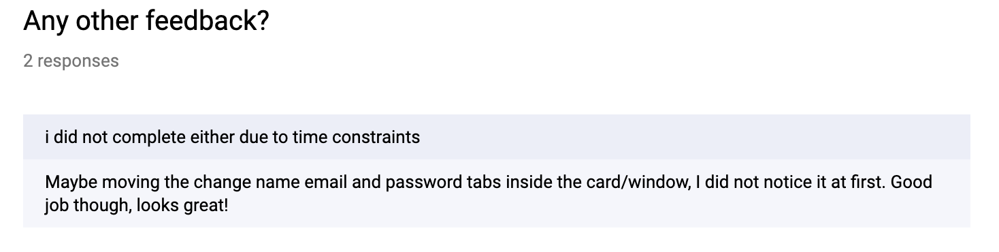 Any other feedback?
2 responses
i did not complete either due to time constraints
Maybe moving the change name email and password tabs inside the card/window, I did not notice it at first. Good
job though, looks great!